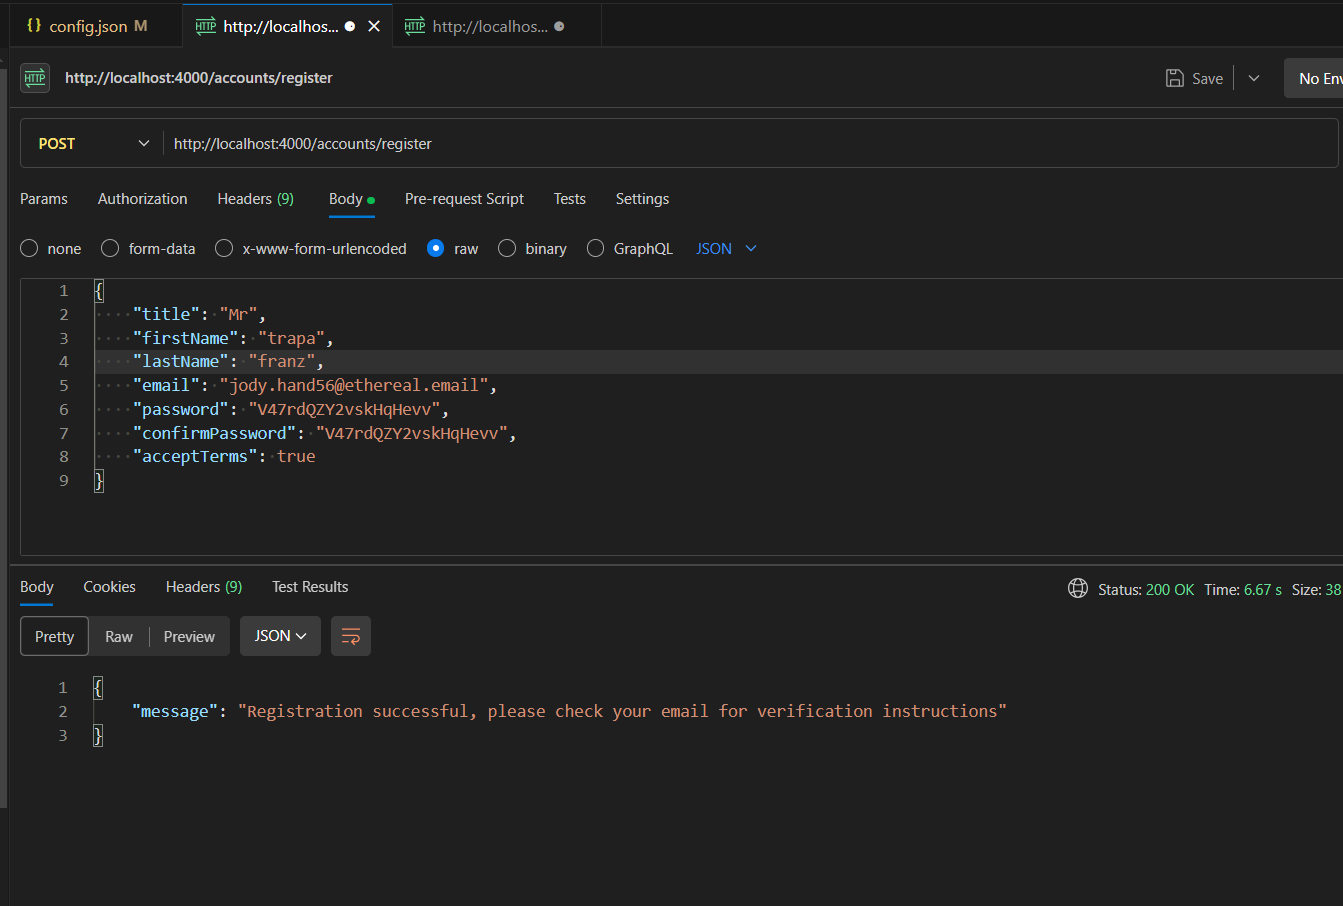 {} config.json M
HTTP http://localhos...
HTTP http://localhos...
HTTP http://localhost:4000/accounts/register
Save
No Env
POST http://localhost:4000/accounts/register
Params Authorization Headers (9) Body Pre-request Script Tests Settings
none form-data x-www-form-urlencoded raw binary GraphQL JSON
1 {
2 "title": "Mr",
3 "firstName": "trapa",
4 "lastName": "franz",
5 "email": "jody.hand56@ethereal.email",
6 "password": "V47rdQZY2vskHqHevv",
7 "confirmPassword": "V47rdQZY2vskHqHevv",
8 "acceptTerms": true
9 }
Body Cookies Headers (9) Test Results Status: 200 OK Time: 6.67 s Size: 38
Pretty Raw Preview JSON
1 {
2 "message": "Registration successful, please check your email for verification instructions"
3 }